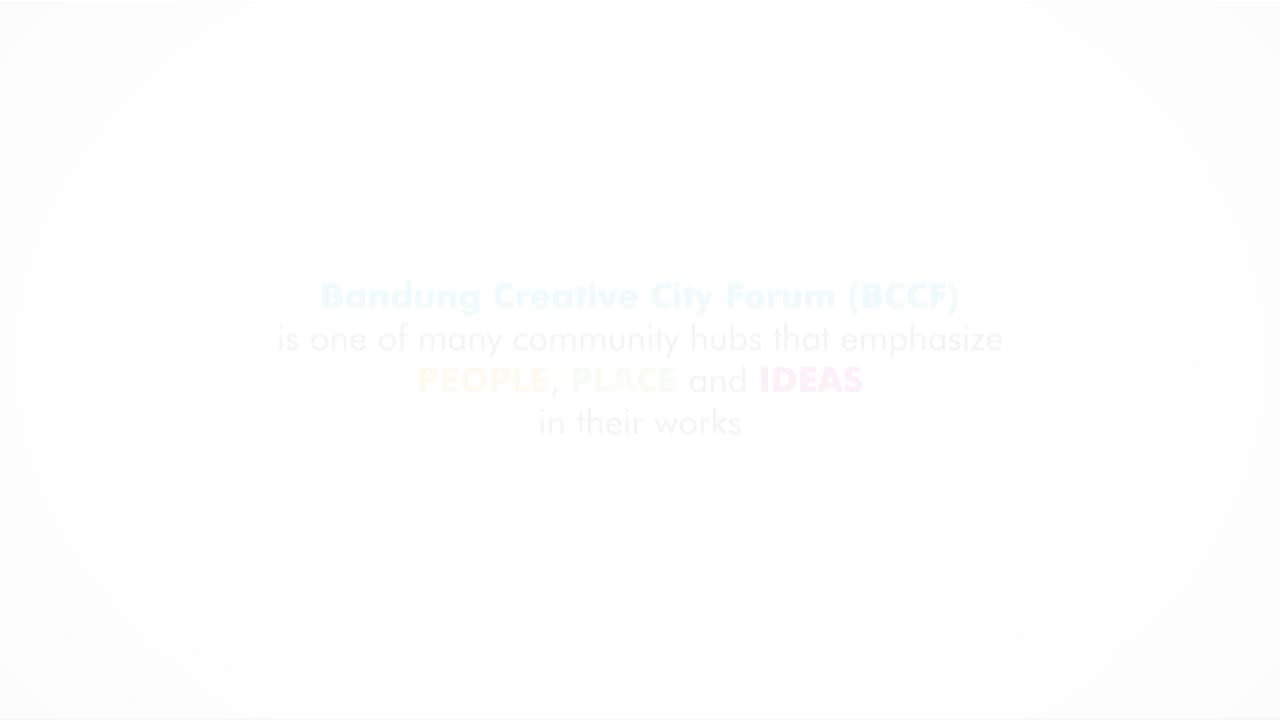 Bandung Creative City Forum (BCCF)
is one of many community hubs that emphasize
PEOPLE, PLACE and IDEAS
in their works